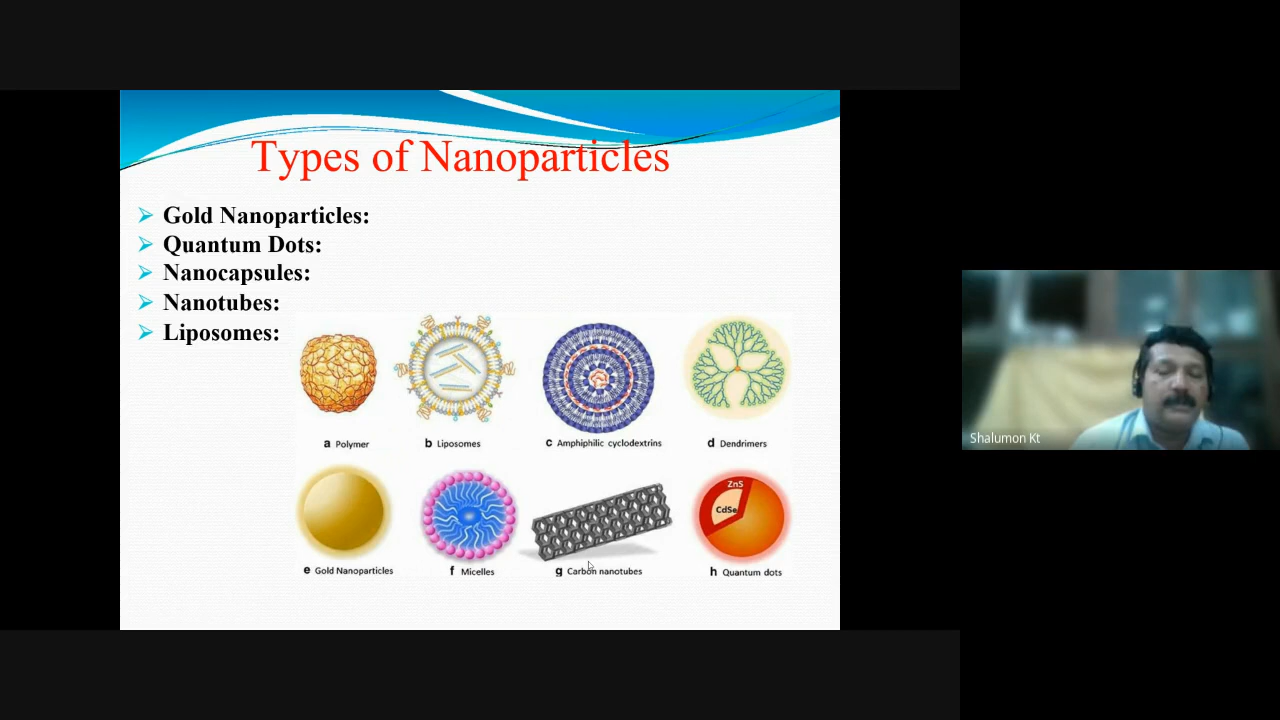 Types of Nanoparticles
Gold Nanoparticles:
Quantum Dots:
Nanocapsules:
Nanotubes:
Liposomes:
a Polymer
b Liposomes
c Amphiphilic cyclodextrins
d Dendrimers
ZnS
CdSe
e Gold Nanoparticles
f Micelles
g Carbon nanotubes
h Quantum dots
Shalumon Kt